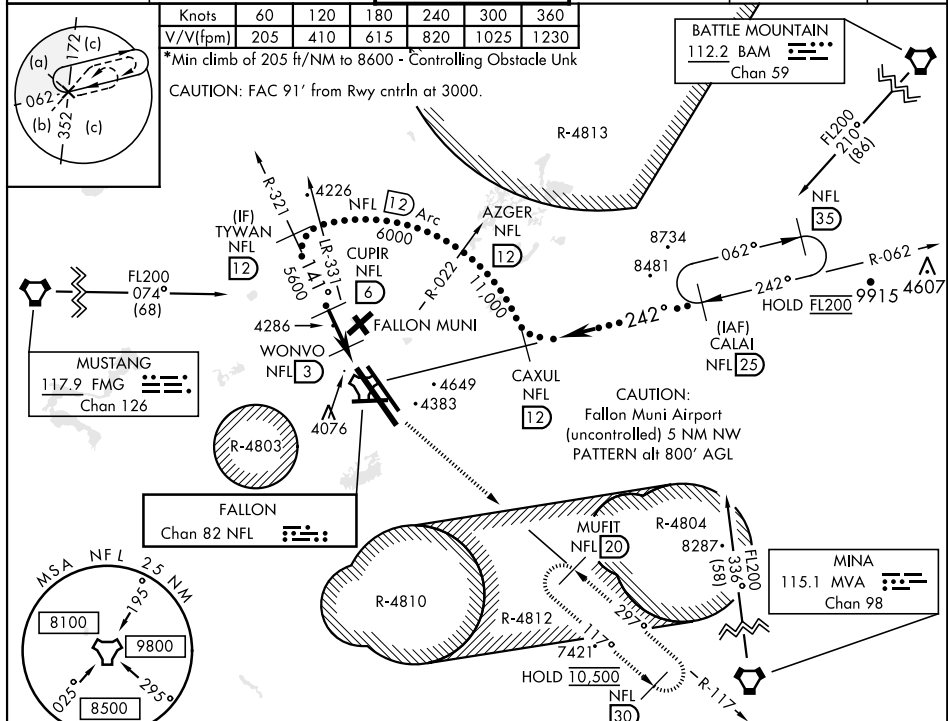 Knots 60 120 180 240 300 360
V/V(fpm) 205 410 615 820 1025 1230
*Min climb of 205 ft/NM to 8600 - Controlling Obstacle Unk
CAUTION: FAC 91' from Rwy cntrln at 3000.
172
(c)
(a)
062
(b)
352
(c)
BATTLE MOUNTAIN
112.2 BAM
Chan 59
R-4813
FL200
210°
(86)
NFL
35
R-321
4226
NFL 12 Arc
6000
(IF)
TYWAN
NFL
12
LR-331
141°
5600
CUPIR
NFL
6
AZGER
NFL
12
R-022
11,000
8734
8481
062°
242°
R-062
HOLD FL200
9915
4607
242°
(IAF)
CALAI
NFL 25
FL200
074°
(68)
MUSTANG
117.9 FMG
Chan 126
4286
FALLON MUNI
WONVO
NFL 3
4076
4649
4383
CAXUL
NFL
12
CAUTION:
Fallon Muni Airport
(uncontrolled) 5 NM NW
PATTERN alt 800' AGL
R-4803
FALLON
Chan 82 NFL
MUFIT
NFL 20
R-4804
8287
FL200
336°
(58)
MINA
115.1 MVA
Chan 98
R-4810
R-4812
297°
117°
7421
HOLD 10,500
NFL
30
R-117
MSA NFL 25 NM
195°
8100
9800
025°
295°
8500